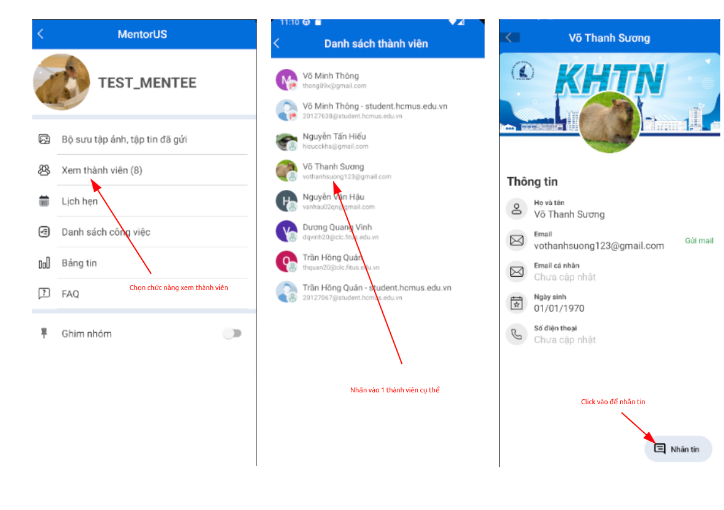 MentorUS
TEST_MENTEE
Bộ sưu tập ảnh, tập tin đã gửi
Xem thành viên (8)
Lịch hẹn
Danh sách công việc
Bảng tin
FAQ
Ghim nhóm
Chọn chức năng xem thành viên
11:10
Danh sách thành viên
M
Võ Minh Thông
thong89x@gmail.com
Võ Minh Thông - student.hcmus.edu.vn
20127638@student.hcmus.edu.vn
Nguyễn Tấn Hiếu
hieucckha@gmail.com
Võ Thanh Sương
vothanhsuong123@gmail.com
H
Nguyễn Văn Hậu
vanhau02qn@gmail.com
V
Dương Quang Vinh
dqvinh20@clc.fitus.edu.vn
Q
Trần Hồng Quân
thquan20@clc.fitus.edu.vn
Trần Hồng Quân - student.hcmus.edu.vn
20127067@student.hcmus.edu.vn
Nhấn vào 1 thành viên cụ thể
Võ Thanh Sương
KHTN
Thông tin
Họ và tên
Võ Thanh Sương
Email
vothanhsuong123@gmail.com
Gửi mail
Email cá nhân
Chưa cập nhật
Ngày sinh
01/01/1970
Số điện thoại
Chưa cập nhật
Click vào để nhắn tin
Nhắn tin